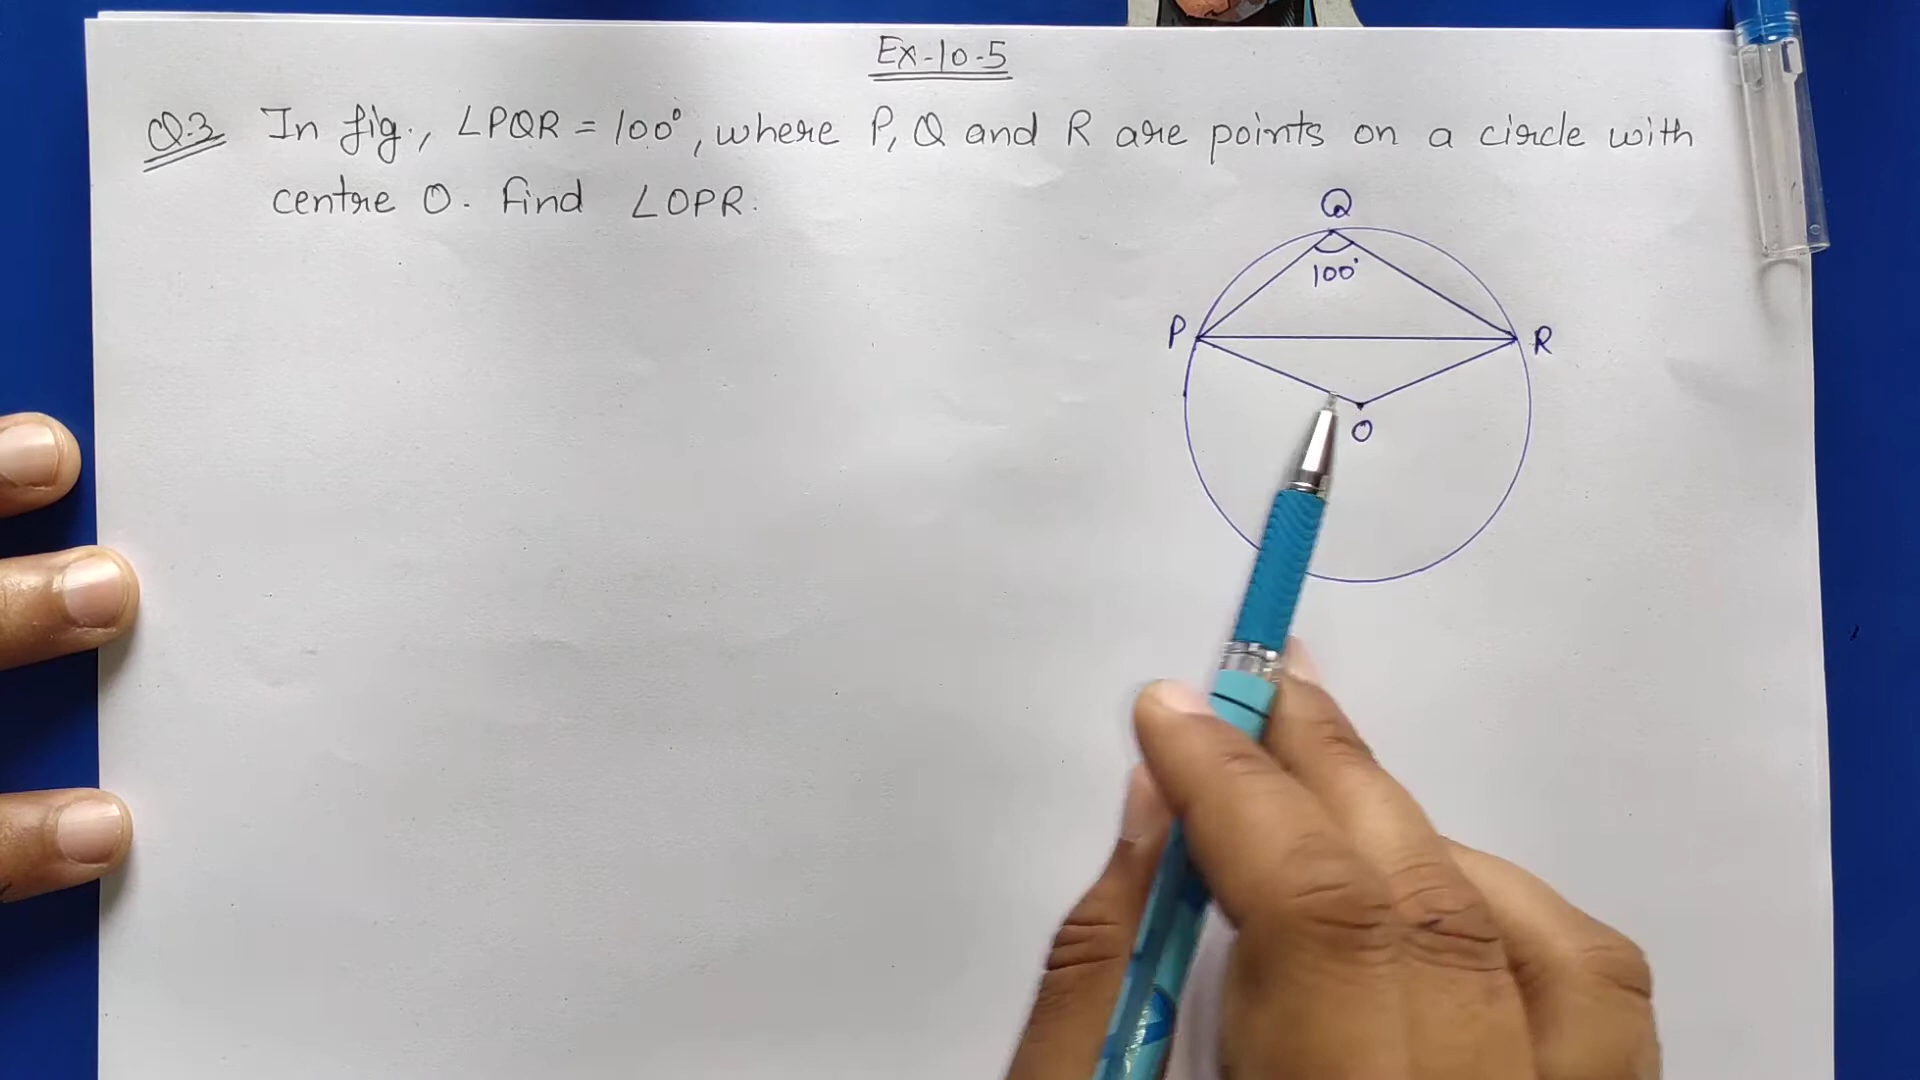 Ex-10.5
Q.3 In fig., ∠PQR = 100°, where P, Q and R are points on a circle with
centre O. Find ∠OPR.
Q
100°
P
R
O